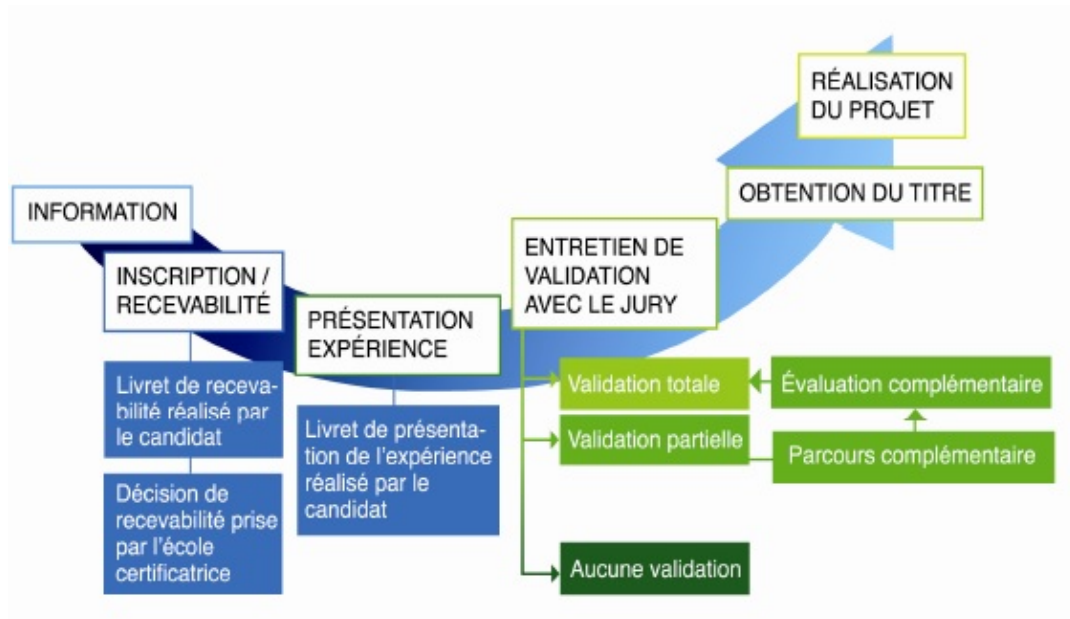 INFORMATION
INSCRIPTION /
RECEVABILITÉ
Livret de receva-
bilité réalisé par
le candidat
Décision de
recevabilité prise
par l'école
certificatrice
PRÉSENTATION
EXPÉRIENCE
Livret de présenta-
tion de l'expérience
réalisé par le
candidat
ENTRETIEN DE
VALIDATION
AVEC LE JURY
Validation totale
Évaluation complémentaire
Validation partielle
Parcours complémentaire
Aucune validation
OBTENTION DU TITRE
RÉALISATION
DU PROJET